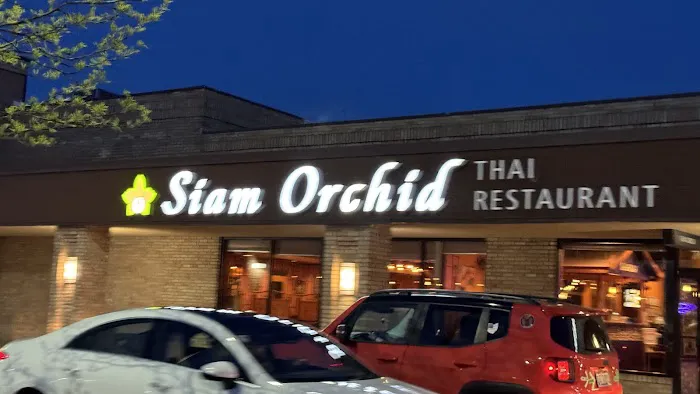 Siam Orchid
THAI
RESTAURANT